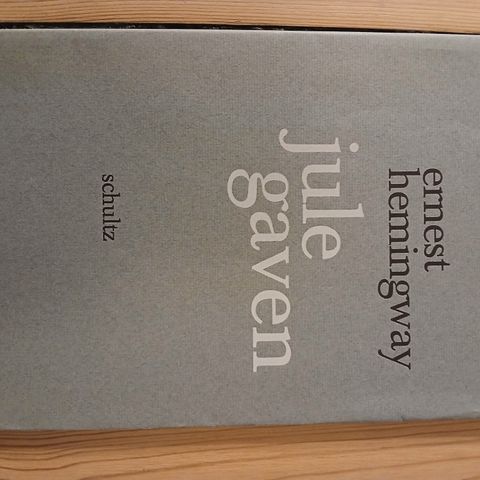 ernest
hemingway
jule
gaven
schultz